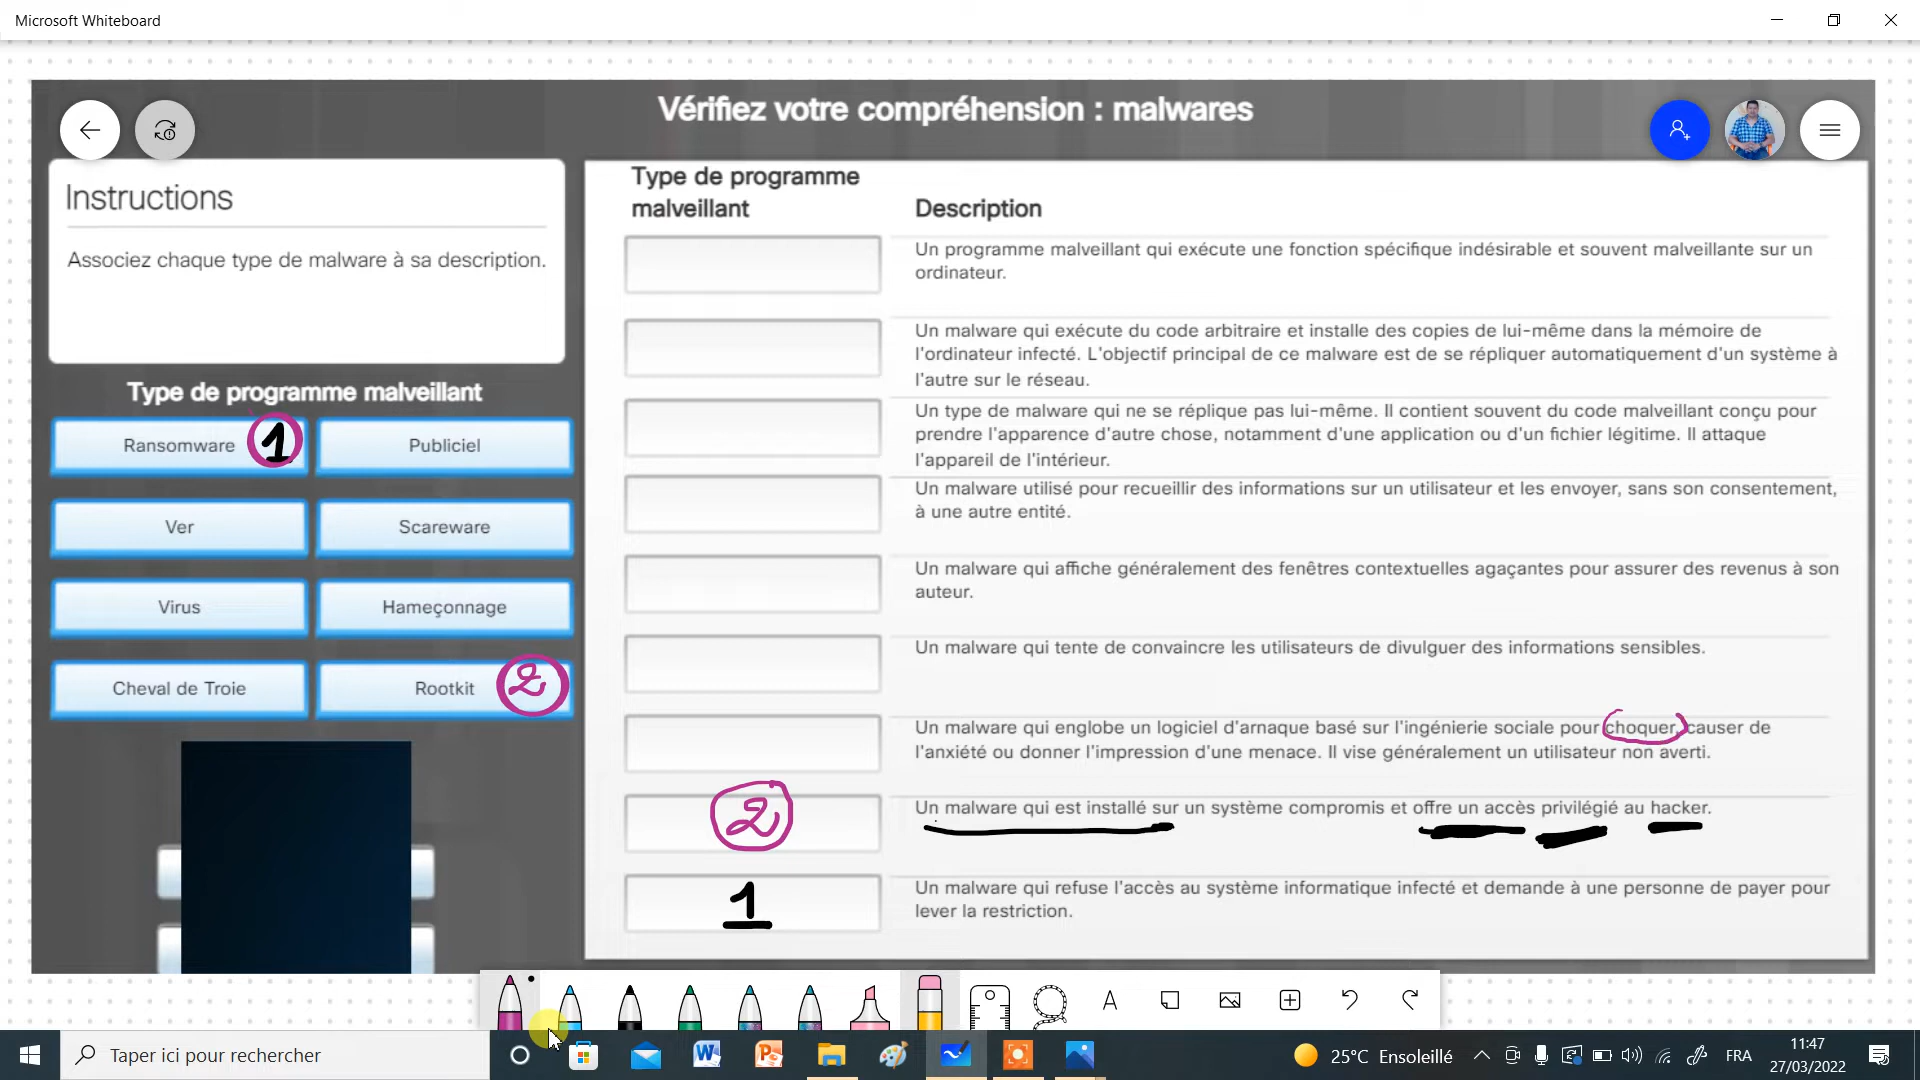 Microsoft Whiteboard
Vérifiez votre compréhension : malwares
Instructions
Associez chaque type de malware à sa description.
Type de programme malveillant
Ransomware 1
Publiciel
Ver
Scareware
Virus
Hameçonnage
Cheval de Troie
Rootkit 2
Type de programme
malveillant
Description
Un programme malveillant qui exécute une fonction spécifique indésirable et souvent malveillante sur un
ordinateur.
Un malware qui exécute du code arbitraire et installe des copies de lui-même dans la mémoire de
l'ordinateur infecté. L'objectif principal de ce malware est de se répliquer automatiquement d'un système à
l'autre sur le réseau.
Un type de malware qui ne se réplique pas lui-même. Il contient souvent du code malveillant conçu pour
prendre l'apparence d'autre chose, notamment d'une application ou d'un fichier légitime. Il attaque
l'appareil de l'intérieur.
Un malware utilisé pour recueillir des informations sur un utilisateur et les envoyer, sans son consentement,
à une autre entité.
Un malware qui affiche généralement des fenêtres contextuelles agaçantes pour assurer des revenus à son
auteur.
Un malware qui tente de convaincre les utilisateurs de divulguer des informations sensibles.
Un malware qui englobe un logiciel d'arnaque basé sur l'ingénierie sociale pour choquer, causer de
l'anxiété ou donner l'impression d'une menace. Il vise généralement un utilisateur non averti.
2
Un malware qui est installé sur un système compromis et offre un accès privilégié au hacker.
1
Un malware qui refuse l'accès au système informatique infecté et demande à une personne de payer pour
lever la restriction.
Taper ici pour rechercher
25°C Ensoleillé
FRA
11:47
27/03/2022